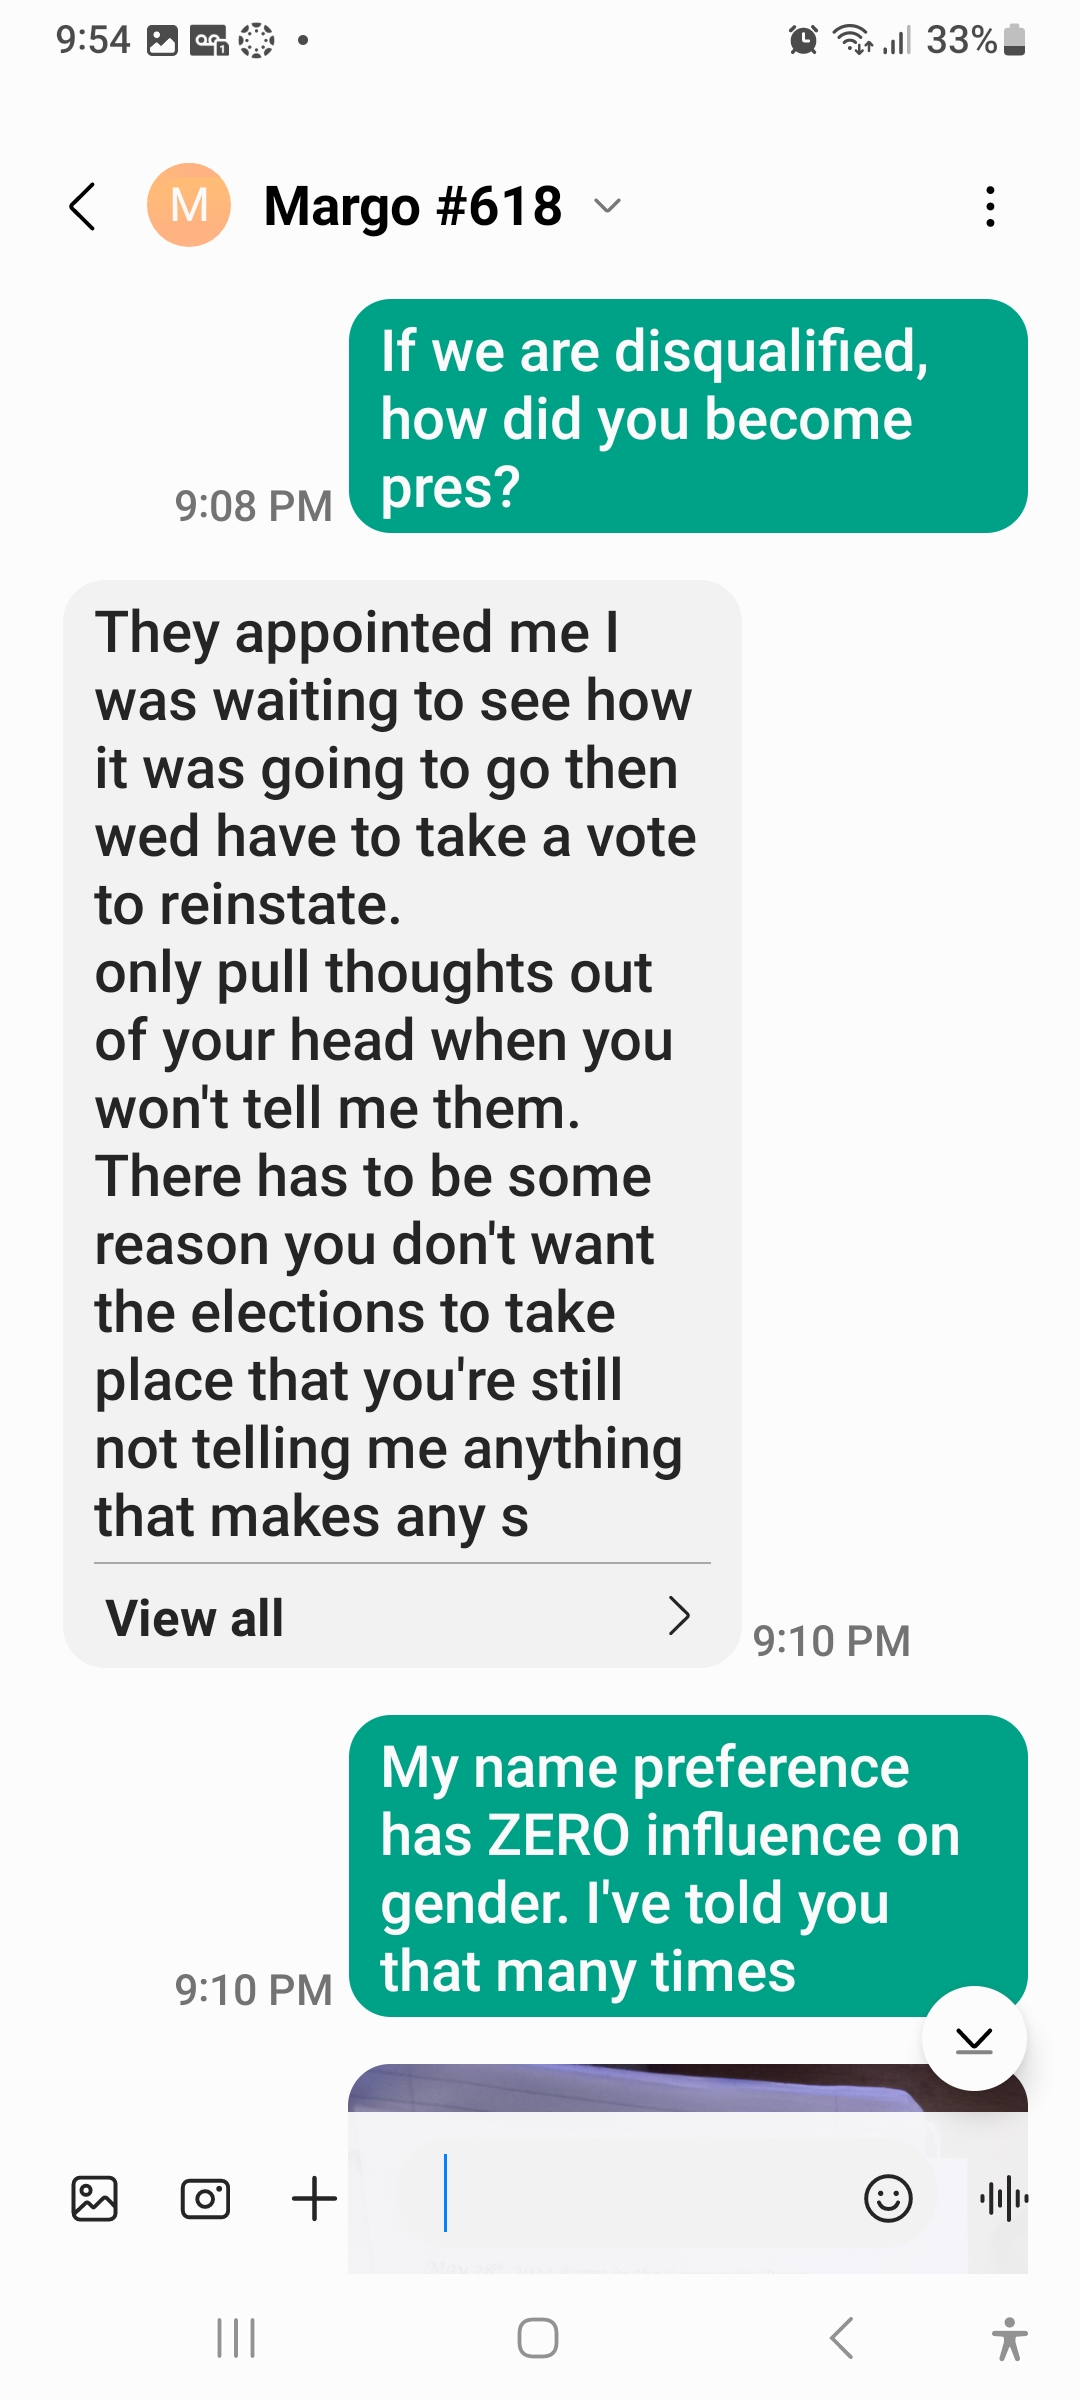 9:54
1
33%
M
Margo #618
If we are disqualified,
how did you become
pres?
9:08 PM
They appointed me I
was waiting to see how
it was going to go then
wed have to take a vote
to reinstate.
only pull thoughts out
of your head when you
won't tell me them.
There has to be some
reason you don't want
the elections to take
place that you're still
not telling me anything
that makes any s
View all
9:10 PM
My name preference
has ZERO influence on
gender. I've told you
that many times
9:10 PM